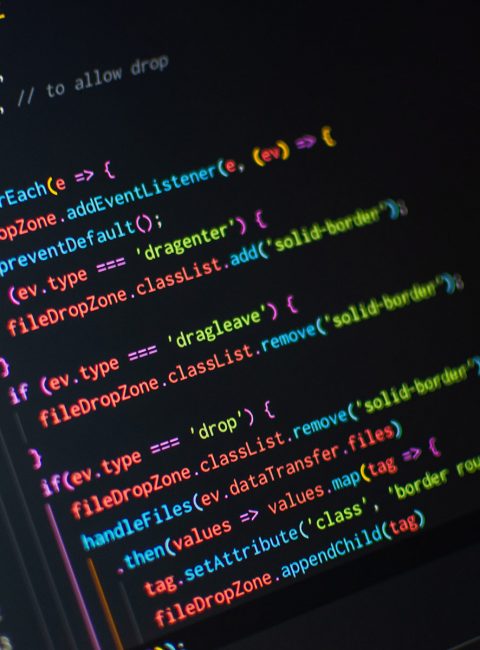 , // to allow drop
rEach(e => {
opZone.addEventListener(e, (ev) => {
preventDefault();
(ev.type === 'dragenter') {
fileDropZone.classList.add('solid-border');
}
if (ev.type === 'dragleave') {
fileDropZone.classList.remove('solid-border');
}
if(ev.type === 'drop') {
fileDropZone.classList.remove('solid-border')
handleFiles(ev.dataTransfer.files)
.then(values => values.map(tag => {
tag.setAttribute('class', 'border rou
fileDropZone.appendChild(tag)